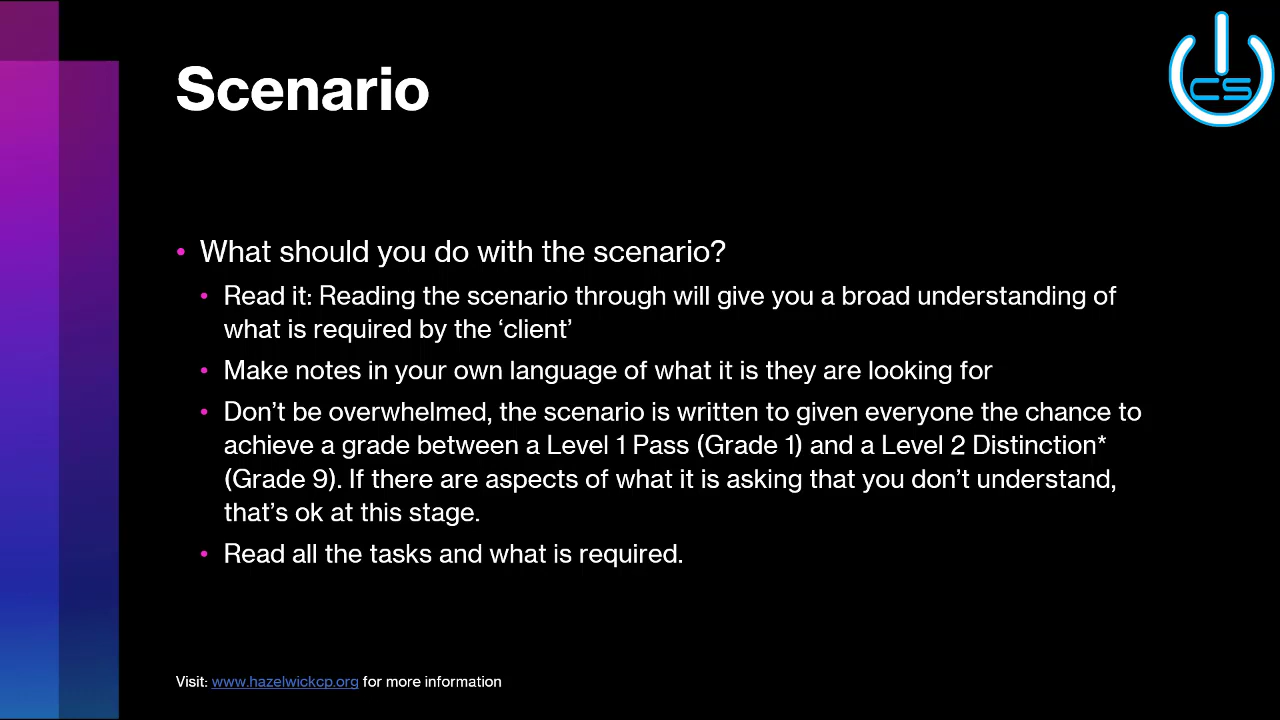 Scenario
CS
• What should you do with the scenario?
• Read it: Reading the scenario through will give you a broad understanding of
what is required by the ‘client’
• Make notes in your own language of what it is they are looking for
• Don’t be overwhelmed, the scenario is written to given everyone the chance to
achieve a grade between a Level 1 Pass (Grade 1) and a Level 2 Distinction*
(Grade 9). If there are aspects of what it is asking that you don’t understand,
that’s ok at this stage.
• Read all the tasks and what is required.
Visit: www.hazelwickcp.org for more information